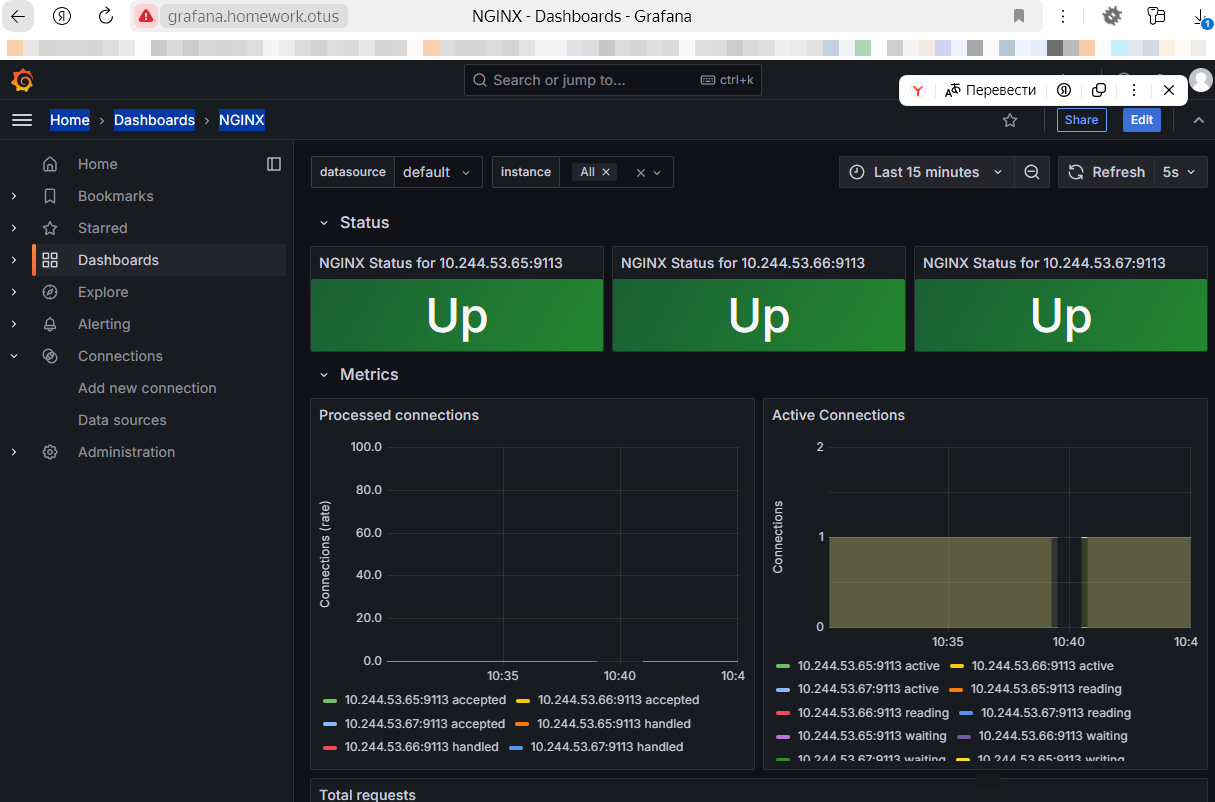 Я
grafana.homework.otus
NGINX - Dashboards - Grafana
1
Search or jump to...
ctrl+k
Y
Перевести
Я
Home › Dashboards › NGINX
Share
Edit
Home
Bookmarks
Starred
Dashboards
Explore
Alerting
Connections
Add new connection
Data sources
Administration
datasource
default
instance
All
Last 15 minutes
Refresh
5s
Status
NGINX Status for 10.244.53.65:9113
Up
NGINX Status for 10.244.53.66:9113
Up
NGINX Status for 10.244.53.67:9113
Up
Metrics
Processed connections
Connections (rate)
100.0
80.0
60.0
40.0
20.0
0.0
10:35
10:40
10:4
10.244.53.65:9113 accepted
10.244.53.66:9113 accepted
10.244.53.67:9113 accepted
10.244.53.65:9113 handled
10.244.53.66:9113 handled
10.244.53.67:9113 handled
Active Connections
Connections
2
1
0
10:35
10:40
10:4
10.244.53.65:9113 active
10.244.53.66:9113 active
10.244.53.67:9113 active
10.244.53.65:9113 reading
10.244.53.66:9113 reading
10.244.53.67:9113 reading
10.244.53.65:9113 waiting
10.244.53.66:9113 waiting
10.244.53.67:9113 waiting
10.244.53.65:9113 writing
Total requests